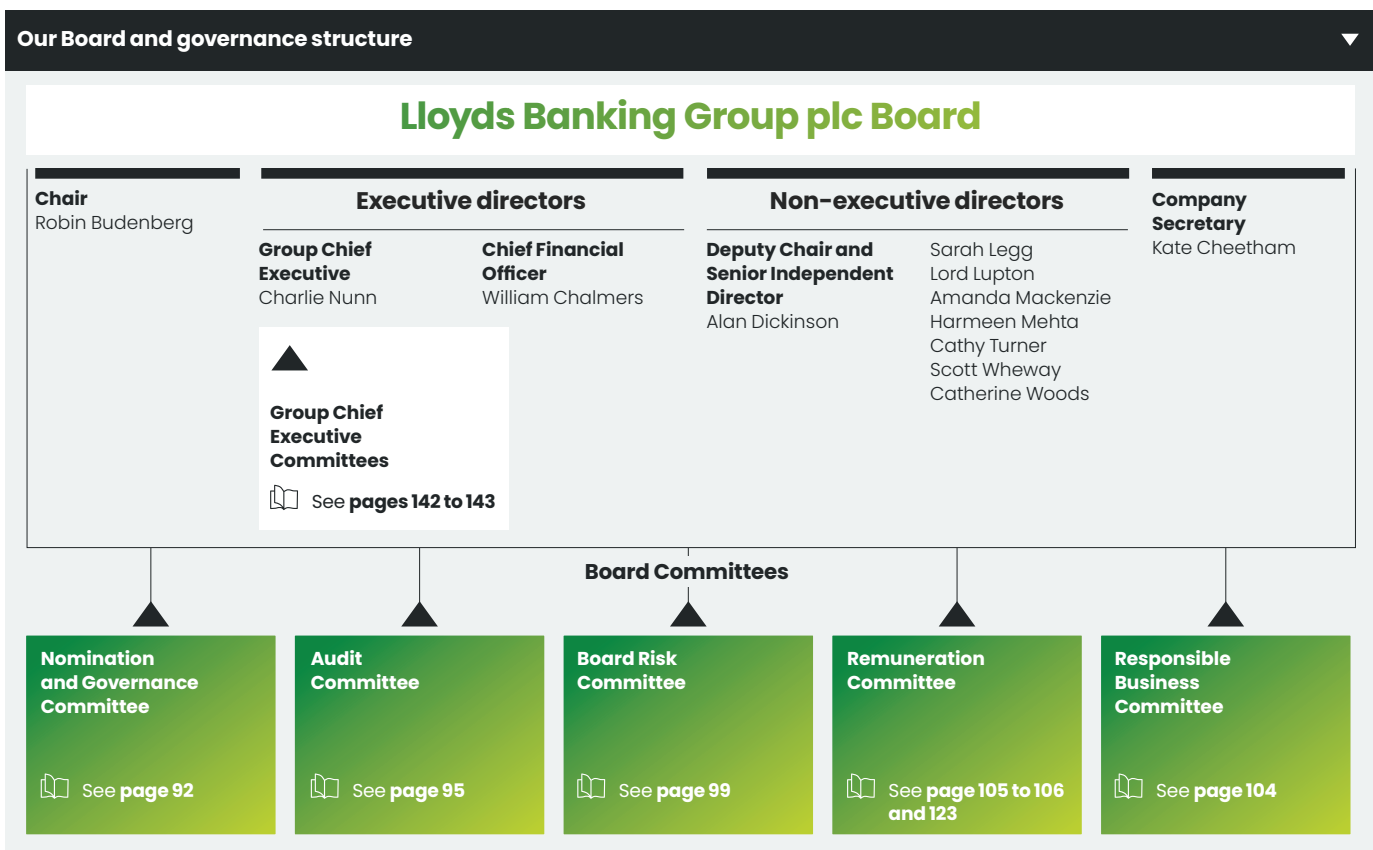 Our Board and governance structure
Lloyds Banking Group plc Board
Chair
Robin Budenberg
Executive directors
Group Chief
Executive
Charlie Nunn
Chief Financial
Officer
William Chalmers
Group Chief
Executive
Committees
See pages 142 to 143
Non-executive directors
Deputy Chair and
Senior Independent
Director
Alan Dickinson
Sarah Legg
Lord Lupton
Amanda Mackenzie
Harmeen Mehta
Cathy Turner
Scott Wheway
Catherine Woods
Company
Secretary
Kate Cheetham
Board Committees
Nomination
and Governance
Committee
See page 92
Audit
Committee
See page 95
Board Risk
Committee
See page 99
Remuneration
Committee
See page 105 to 106
and 123
Responsible
Business
Committee
See page 104